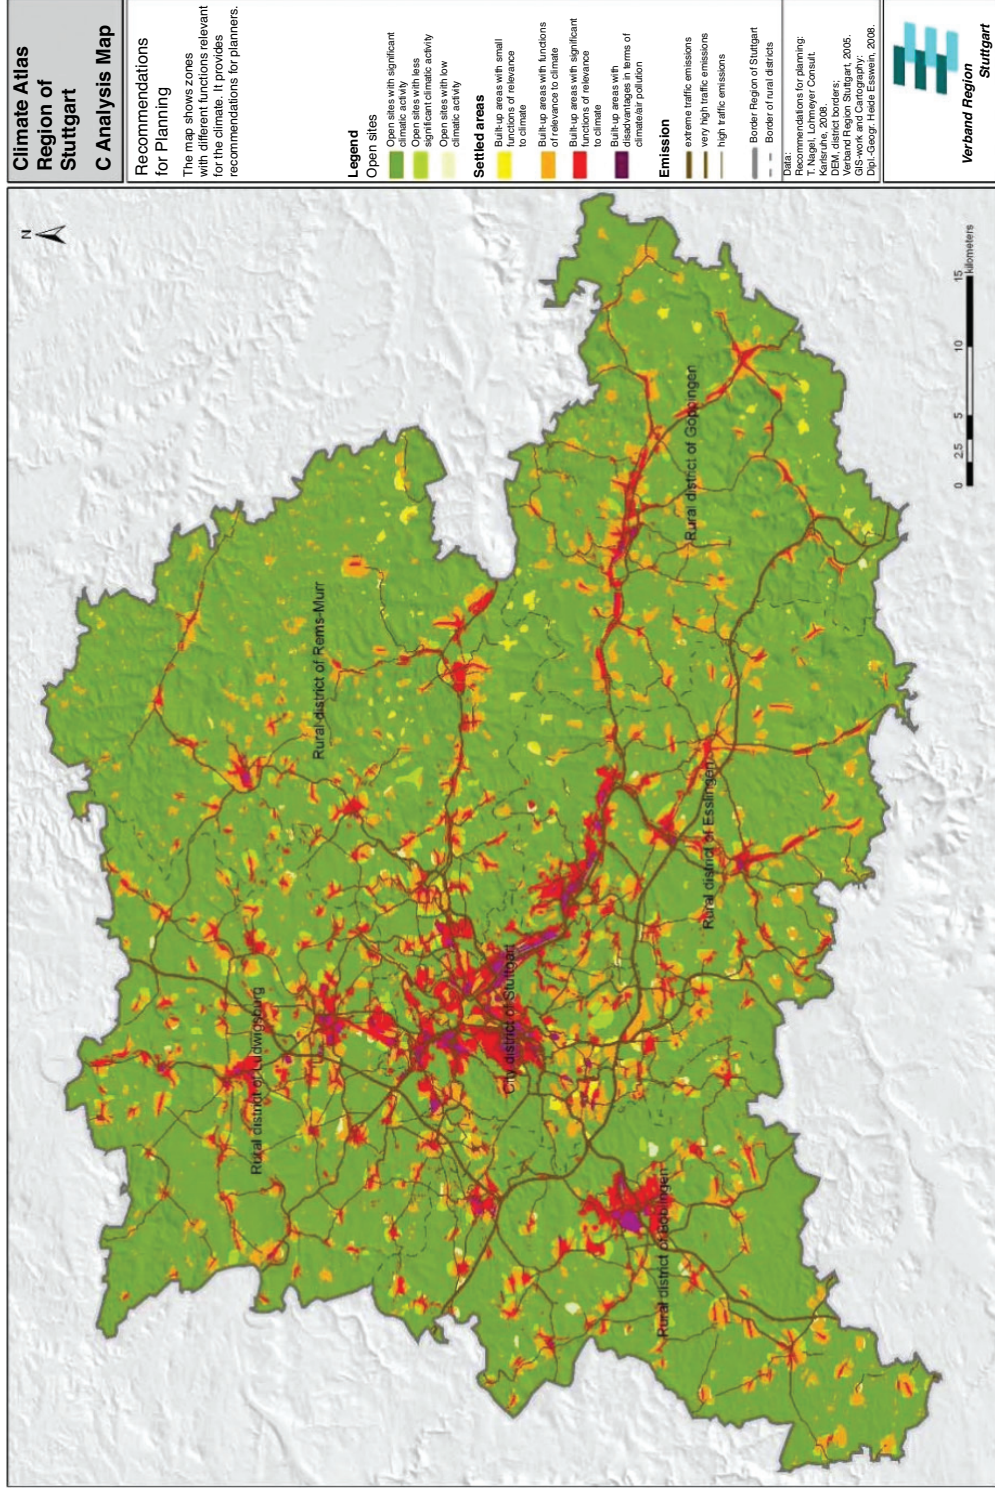 Climate Atlas
Region of
Stuttgart
C Analysis Map
Recommendations
for Planning
The map shows zones
with different functions relevant
for the climate. It provides
recommendations for planners.
Legend
Open sites
Open sites with significant
climatic activity
Open sites with less
significant climatic activity
Open sites with low
climatic activity
Settled areas
Built-up areas with small
functions of relevance
to climate
Built-up areas with functions
of relevance to climate
Built-up areas with significant
functions of relevance
to climate
Built-up areas with
disadvantages in terms of
climate/air pollution
Emission
extreme traffic emissions
very high traffic emissions
high traffic emissions
Border Region of Stuttgart
Border of rural districts
Data:
Recommendations for planning:
T. Nagel, Lohmeyer Consult.
Karlsruhe, 2008.
DEM, district borders;
Verband Region Stuttgart, 2005.
GIS-work and Cartography:
Dipl.-Geogr. Heide Esswein, 2008.
Verband Region
Stuttgart
N
Rural district of Rems-Murr
Rural district of Ludwigsburg
City district of Stuttgart
Rural district of Göppingen
Rural district of Esslingen
Rural district of Böblingen
0 2.5 5 10 15
kilometers